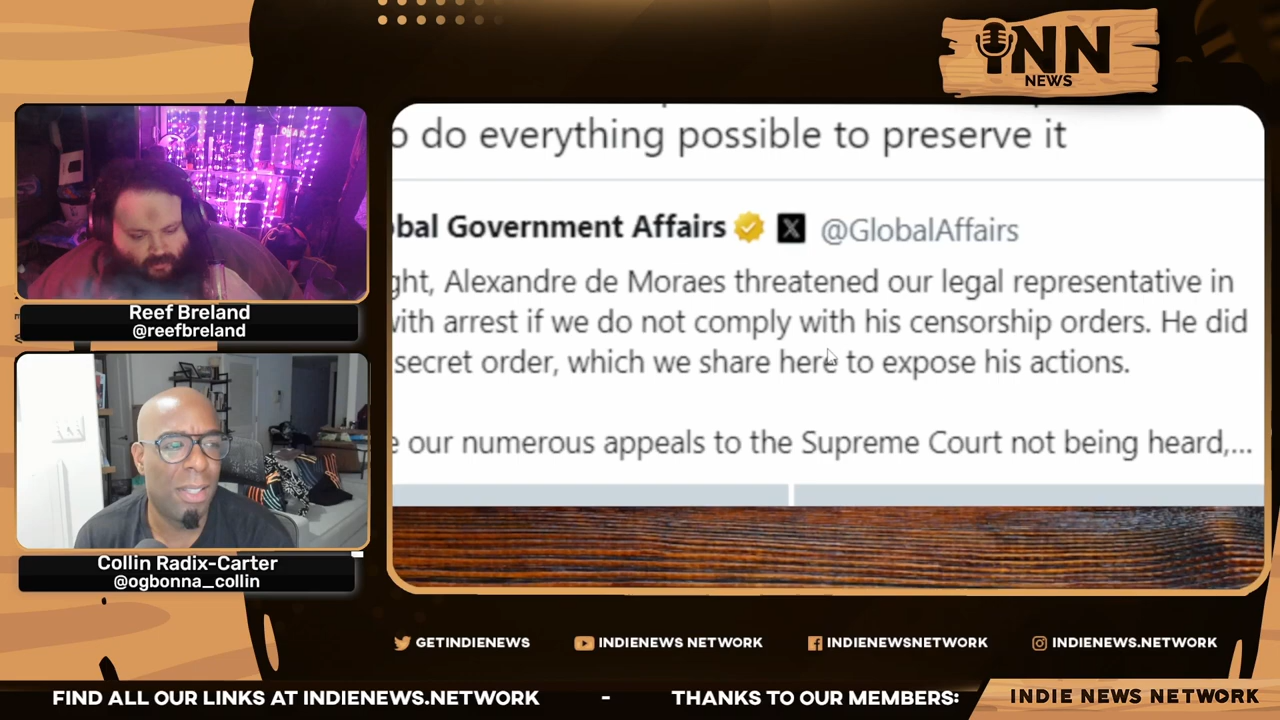 iNN
NEWS
o do everything possible to preserve it
bal Government Affairs @GlobalAffairs
ght, Alexandre de Moraes threatened our legal representative in
with arrest if we do not comply with his censorship orders. He did
secret order, which we share here to expose his actions.
e our numerous appeals to the Supreme Court not being heard,...
Reef Breland
@reefbreland
Collin Radix-Carter
@ogbonna_collin
GETINDIENEWS
INDIENEWS NETWORK
INDIENEWSNETWORK
INDIENEWS.NETWORK
FIND ALL OUR LINKS AT INDIENEWS.NETWORK - THANKS TO OUR MEMBERS:
INDIE NEWS NETWORK